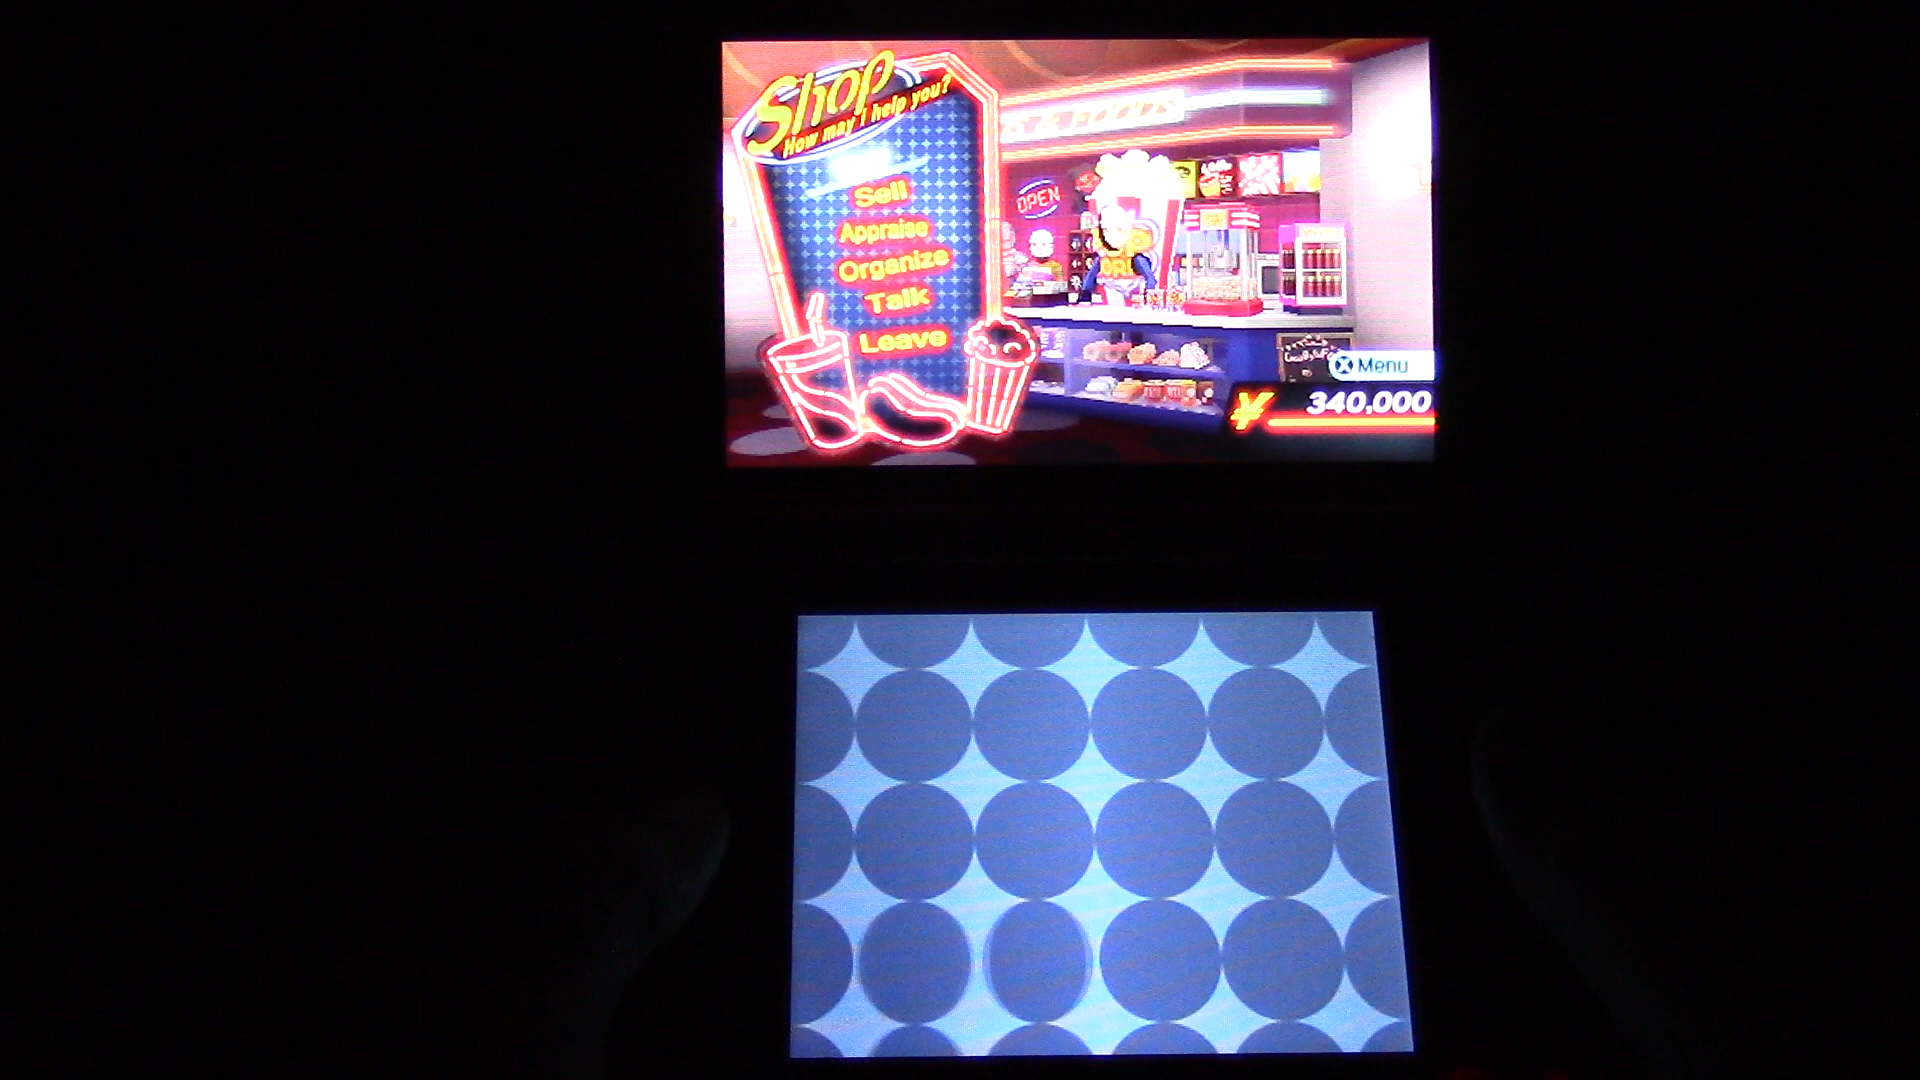 Shop
How may I help you?
Sell
Appraise
Organize
Talk
Leave
OPEN
Menu
¥ 340,000